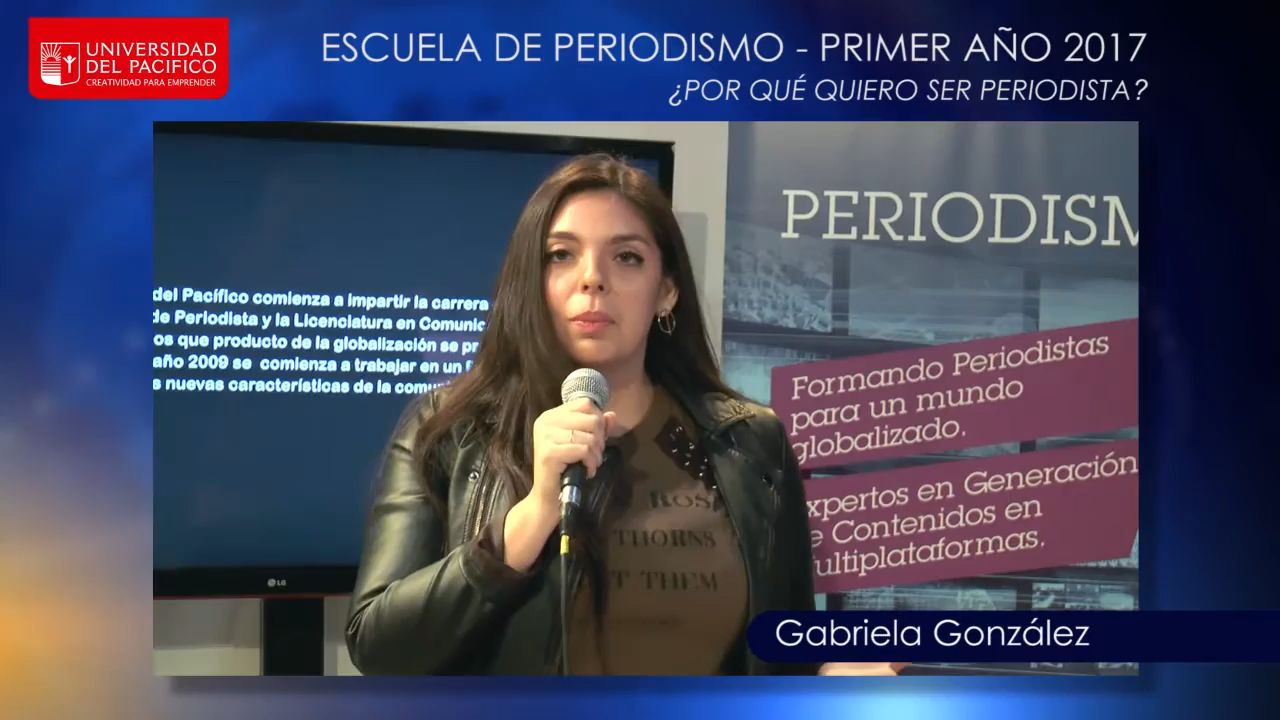 UNIVERSIDAD
DEL PACIFICO
CREATIVIDAD PARA EMPRENDER
ESCUELA DE PERIODISMO - PRIMER AÑO 2017
¿POR QUÉ QUIERO SER PERIODISTA?
del Pacífico comienza a impartir la carrera
de Periodista y la Licenciatura en Comunic
os que producto de la globalización se pr
año 2009 se comienza a trabajar en un
s nuevas características de la comu
LG
PERIODISM
Formando Periodistas
para un mundo
globalizado.
xpertos en Generación
e Contenidos en
ultiplataformas.
ROS
THORNS
T THEM
Gabriela González